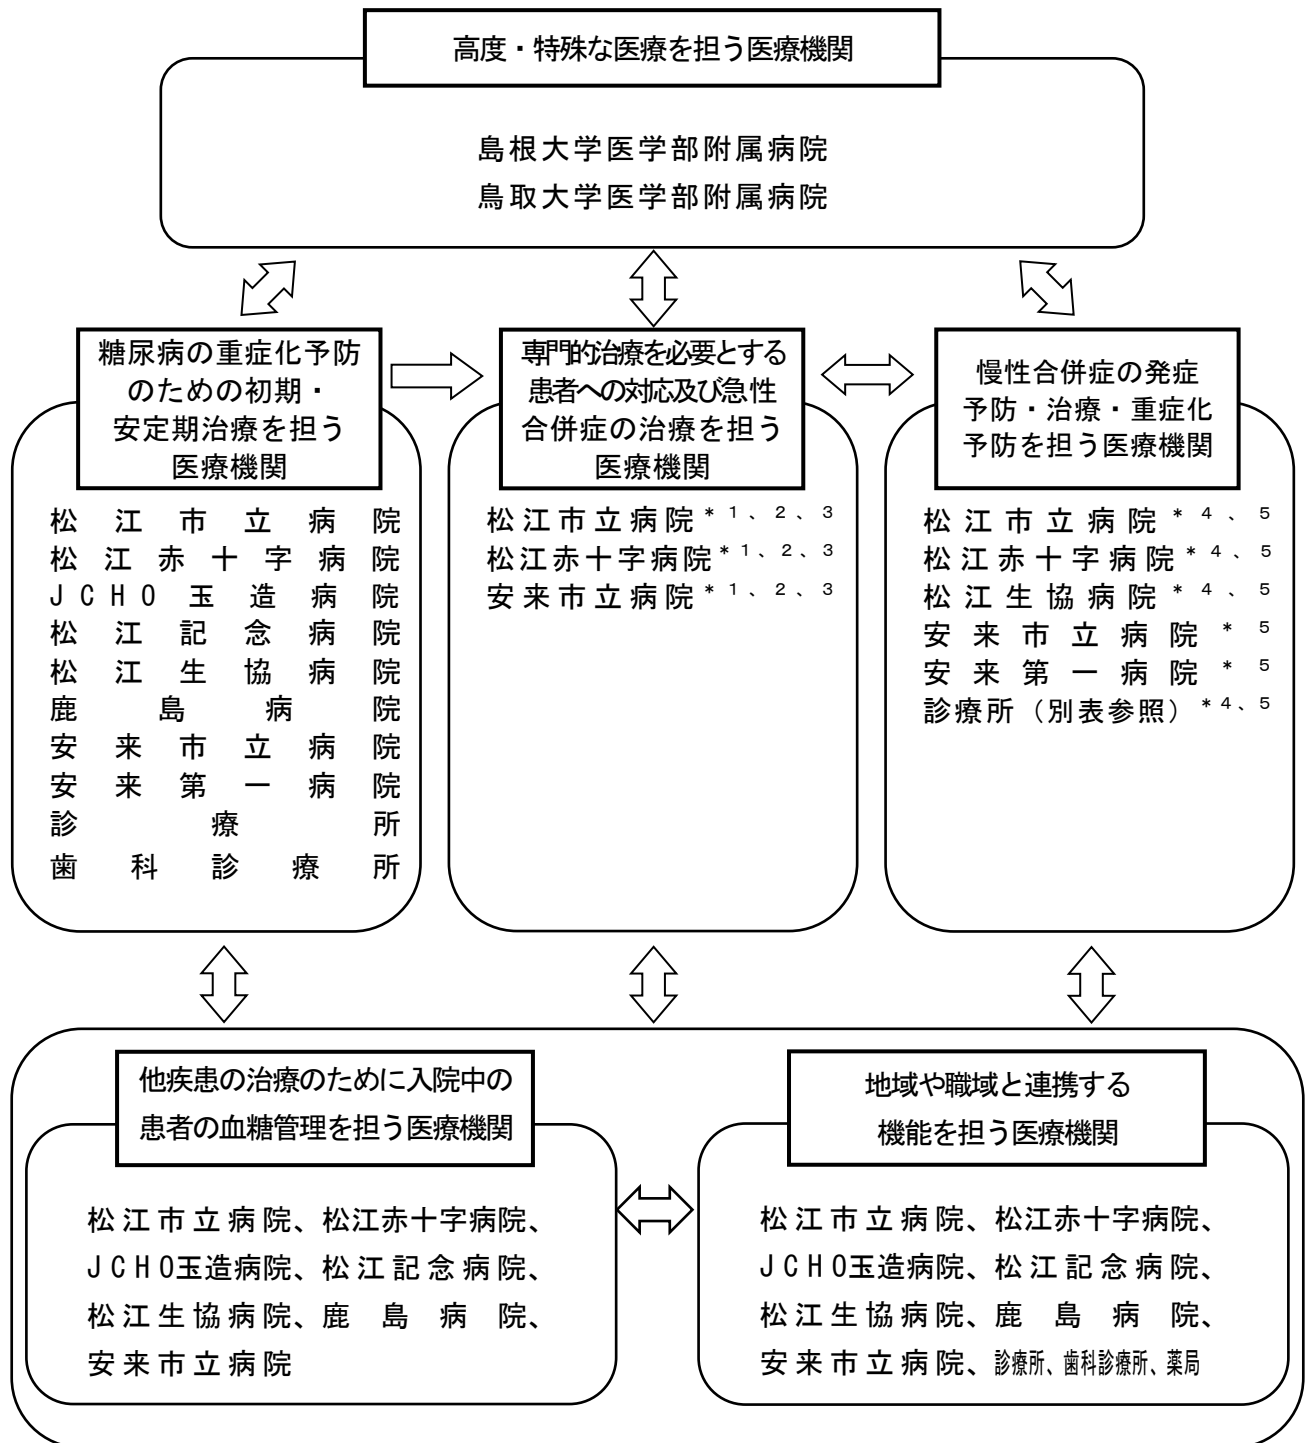 高度・特殊な医療を担う医療機関
島根大学医学部附属病院
鳥取大学医学部附属病院
糖尿病の重症化予防
のための初期・
安定期治療を担う
医療機関
松江市立病院
松江赤十字病院
JCHO玉造病院
松江記念病院
松江生協病院
鹿島病院
安来市立病院
安来第一病院
診療所
歯科診療所
専門的治療を必要とする
患者への対応及び急性
合併症の治療を担う
医療機関
松江市立病院*1、2、3
松江赤十字病院*1、2、3
安来市立病院*1、2、3
慢性合併症の発症
予防・治療・重症化
予防を担う医療機関
松江市立病院*4、5
松江赤十字病院*4、5
松江生協病院*4、5
安来市立病院*5
安来第一病院*5
診療所（別表参照）*4、5
他疾患の治療のために入院中の
患者の血糖管理を担う医療機関
松江市立病院、松江赤十字病院、
JCHO玉造病院、松江記念病院、
松江生協病院、鹿島病院、
安来市立病院
地域や職域と連携する
機能を担う医療機関
松江市立病院、松江赤十字病院、
JCHO玉造病院、松江記念病院、
松江生協病院、鹿島病院、
安来市立病院、診療所、歯科診療所、薬局